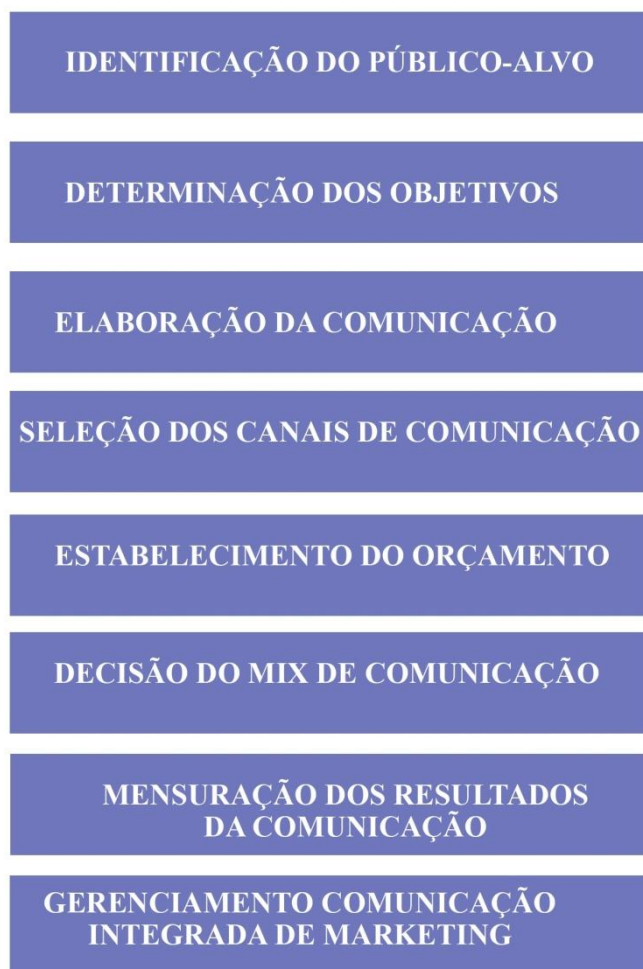 IDENTIFICAÇÃO DO PÚBLICO-ALVO
DETERMINAÇÃO DOS OBJETIVOS
ELABORAÇÃO DA COMUNICAÇÃO
SELEÇÃO DOS CANAIS DE COMUNICAÇÃO
ESTABELECIMENTO DO ORÇAMENTO
DECISÃO DO MIX DE COMUNICAÇÃO
MENSURAÇÃO DOS RESULTADOS
DA COMUNICAÇÃO
GERENCIAMENTO COMUNICAÇÃO
INTEGRADA DE MARKETING